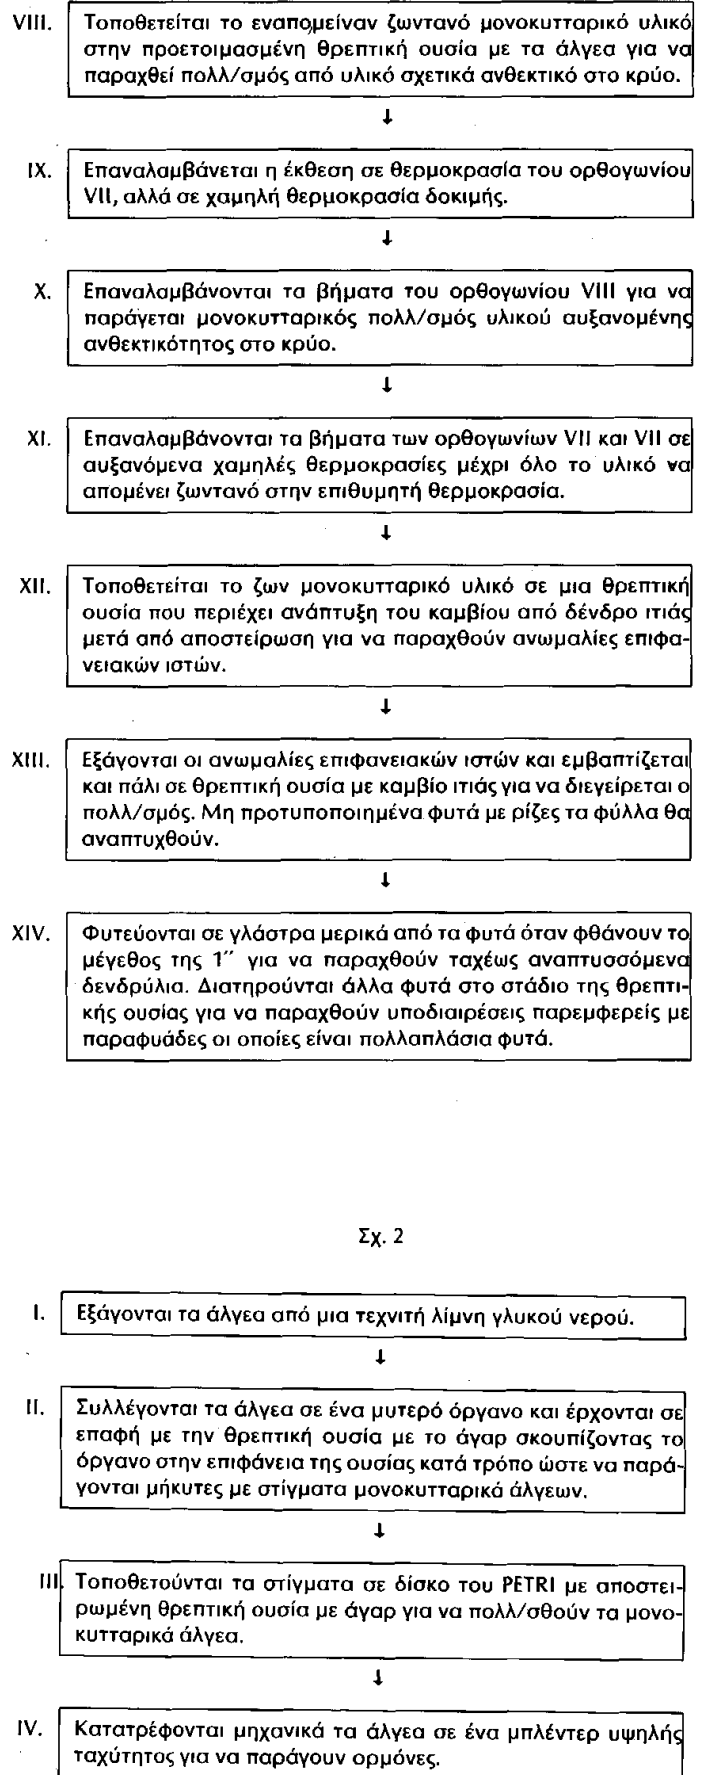 VIII. Τοποθετείται το εναπομείναν ζωντανό μονοκυτταρικό υλικό
στην προετοιμασμένη θρεπτική ουσία με τα άλγεα για να
παραχθεί πολλ/σμός από υλικό σχετικά ανθεκτικό στο κρύο.
↓
IX. Επαναλαμβάνεται η έκθεση σε θερμοκρασία του ορθογωνίου
VII, αλλά σε χαμηλή θερμοκρασία δοκιμής.
↓
X. Επαναλαμβάνονται τα βήματα του ορθογωνίου VIII για να
παράγεται μονοκυτταρικός πολλ/σμός υλικού αυξανομένης
ανθεκτικότητος στο κρύο.
↓
XI. Επαναλαμβάνονται τα βήματα των ορθογωνίων VII και VII σε
αυξανόμενα χαμηλές θερμοκρασίες μέχρι όλο το υλικό να
απομένει ζωντανό στην επιθυμητή θερμοκρασία.
↓
XII. Τοποθετείται το ζων μονοκυτταρικό υλικό σε μια θρεπτική
ουσία που περιέχει ανάπτυξη του καμβίου από δένδρο ιτιάς
μετά από αποστείρωση για να παραχθούν ανωμαλίες επιφα-
νειακών ιστών.
↓
XIII. Εξάγονται οι ανωμαλίες επιφανειακών ιστών και εμβαπτίζεται
και πάλι σε θρεπτική ουσία με καμβίο ιτιάς για να διεγείρεται ο
πολλ/σμός. Μη προτυποποιημένα φυτά με ρίζες τα φύλλα θα
αναπτυχθούν.
↓
XIV. Φυτεύονται σε γλάστρα μερικά από τα φυτά όταν φθάνουν το
μέγεθος της 1′′ για να παραχθούν ταχέως αναπτυσσόμενα
δενδρύλια. Διατηρούνται άλλα φυτά στο στάδιο της θρεπτι-
κής ουσίας για να παραχθούν υποδιαιρέσεις παρεμφερείς με
παραφυάδες οι οποίες είναι πολλαπλάσια φυτά.
Σχ. 2
I. Εξάγονται τα άλγεα από μια τεχνιτή λίμνη γλυκού νερού.
↓
II. Συλλέγονται τα άλγεα σε ένα μυτερό όργανο και έρχονται σε
επαφή με την θρεπτική ουσία με το άγαρ σκουπίζοντας το
όργανο στην επιφάνεια της ουσίας κατά τρόπο ώστε να παρά-
γονται μήκυτες με στίγματα μονοκυτταρικά άλγεων.
↓
III. Τοποθετούνται τα στίγματα σε δίσκο του PETRI με αποστει-
ρωμένη θρεπτική ουσία με άγαρ για να πολλ/σθούν τα μονο-
κυτταρικά άλγεα.
↓
IV. Κατατρέφονται μηχανικά τα άλγεα σε ένα μπλέντερ υψηλής
ταχύτητος για να παράγουν ορμόνες.